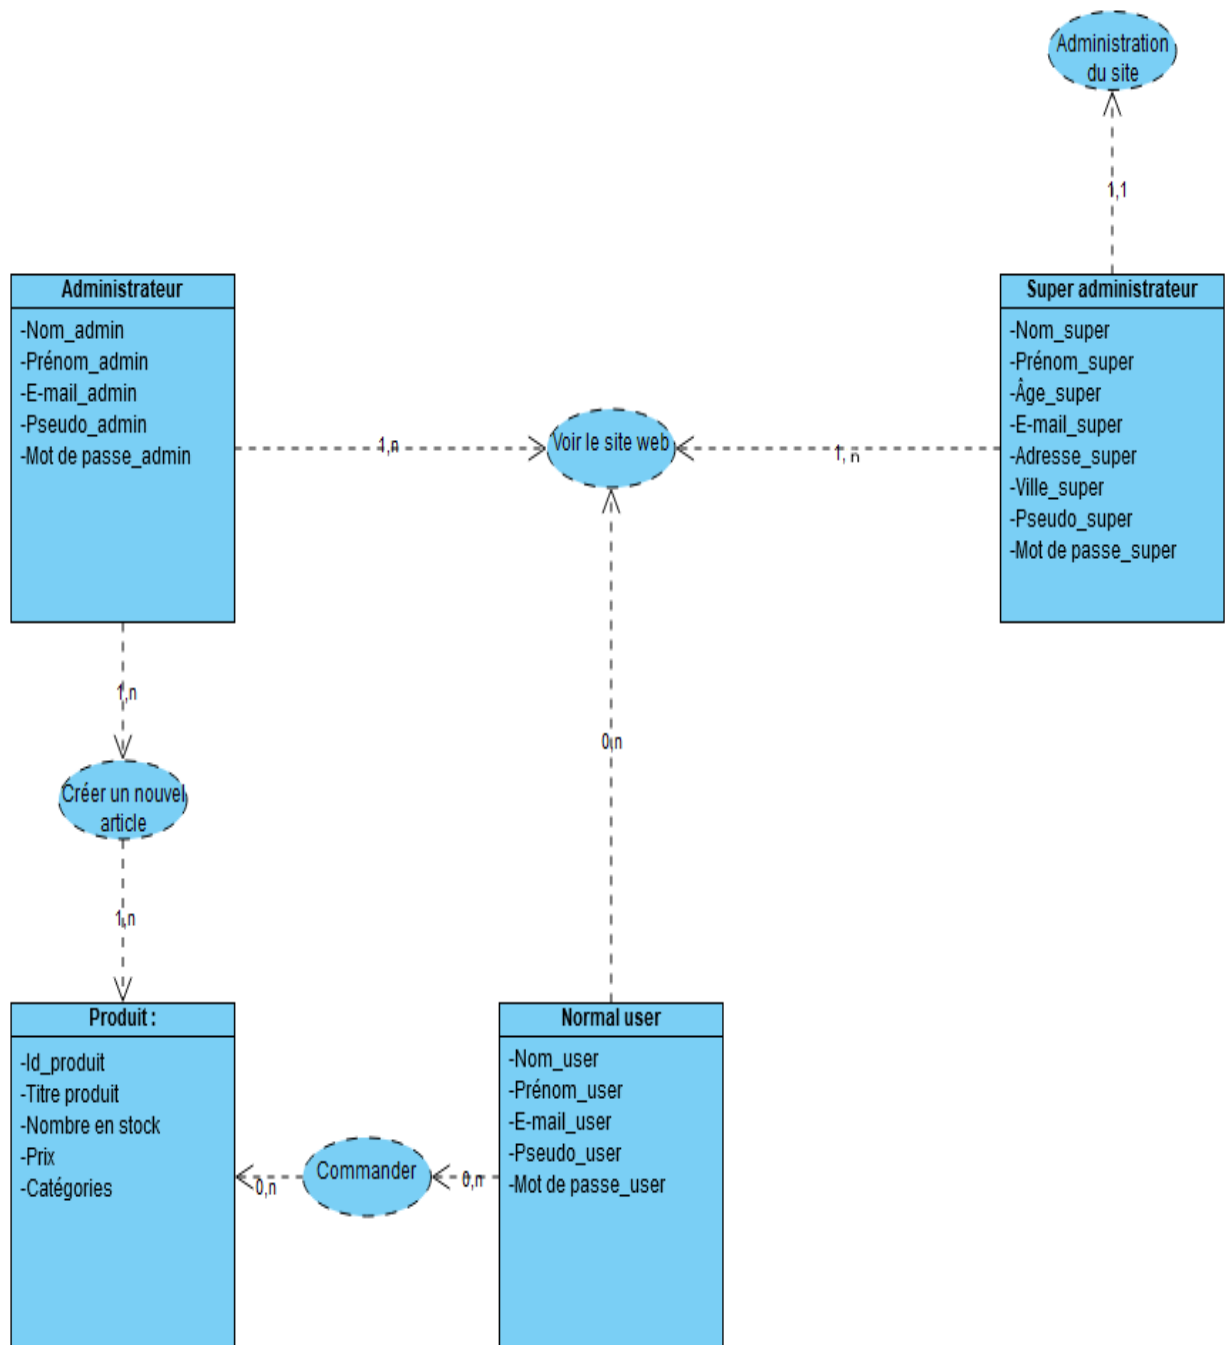 Administration
du site
1,1
Administrateur
-Nom_admin
-Prénom_admin
-E-mail_admin
-Pseudo_admin
-Mot de passe_admin
Super administrateur
-Nom_super
-Prénom_super
-Âge_super
-E-mail_super
-Adresse_super
-Ville_super
-Pseudo_super
-Mot de passe_super
1,n
Voir le site web
1, n
1,n
0,n
Créer un nouvel
article
1,n
Produit :
-Id_produit
-Titre produit
-Nombre en stock
-Prix
-Catégories
Normal user
-Nom_user
-Prénom_user
-E-mail_user
-Pseudo_user
-Mot de passe_user
0,n
Commander
0,n